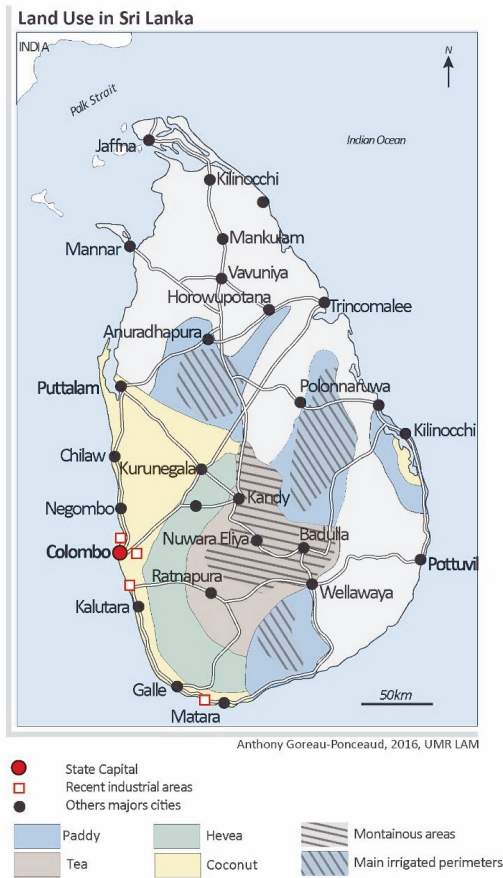 Land Use in Sri Lanka
INDIA
N
Palk Strait
Indian Ocean
Jaffna
Kilinocchi
Mankulam
Mannar
Vavuniya
Horowupotana
Trincomalee
Anuradhapura
Puttalam
Polonnaruwa
Kilinocchi
Chilaw
Kurunegala
Kandy
Negombo
Nuwara Eliya
Badulla
Colombo
Pottuvil
Ratnapura
Wellawaya
Kalutara
Galle
Matara
50km
Anthony Goreau-Ponceaud, 2016, UMR LAM
State Capital
Recent industrial areas
Others majors cities
Paddy
Hevea
Montainous areas
Tea
Coconut
Main irrigated perimeters